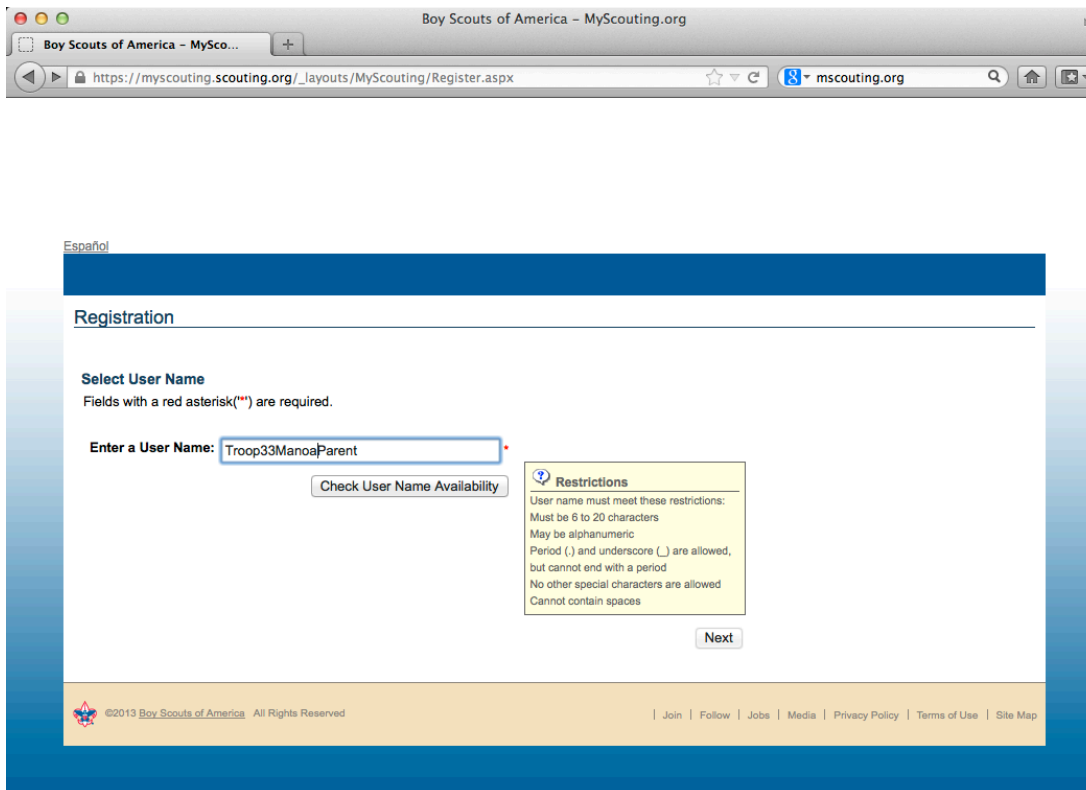 Boy Scouts of America – MyScouting.org
Boy Scouts of America – MySco...
https://myscouting.scouting.org/_layouts/MyScouting/Register.aspx
mscouting.org
Español
Registration
Select User Name
Fields with a red asterisk('*') are required.
Enter a User Name: Troop33ManoaParent *
Check User Name Availability
Restrictions
User name must meet these restrictions:
Must be 6 to 20 characters
May be alphanumeric
Period (.) and underscore (_) are allowed,
but cannot end with a period
No other special characters are allowed
Cannot contain spaces
Next
©2013 Boy Scouts of America All Rights Reserved
| Join | Follow | Jobs | Media | Privacy Policy | Terms of Use | Site Map